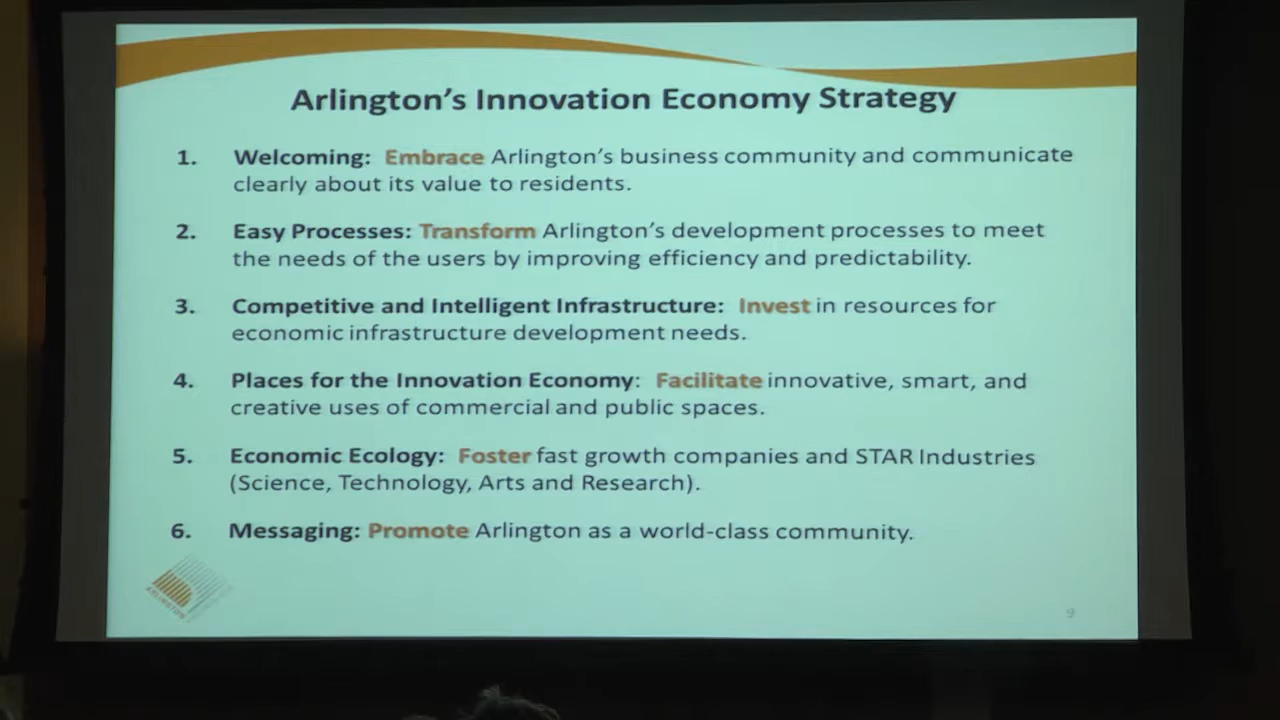 Arlington's Innovation Economy Strategy
1. Welcoming: Embrace Arlington's business community and communicate
clearly about its value to residents.
2. Easy Processes: Transform Arlington's development processes to meet
the needs of the users by improving efficiency and predictability.
3. Competitive and Intelligent Infrastructure: Invest in resources for
economic infrastructure development needs.
4. Places for the Innovation Economy: Facilitate innovative, smart, and
creative uses of commercial and public spaces.
5. Economic Ecology: Foster fast growth companies and STAR Industries
(Science, Technology, Arts and Research).
6. Messaging: Promote Arlington as a world-class community.
ARLINGTON
9